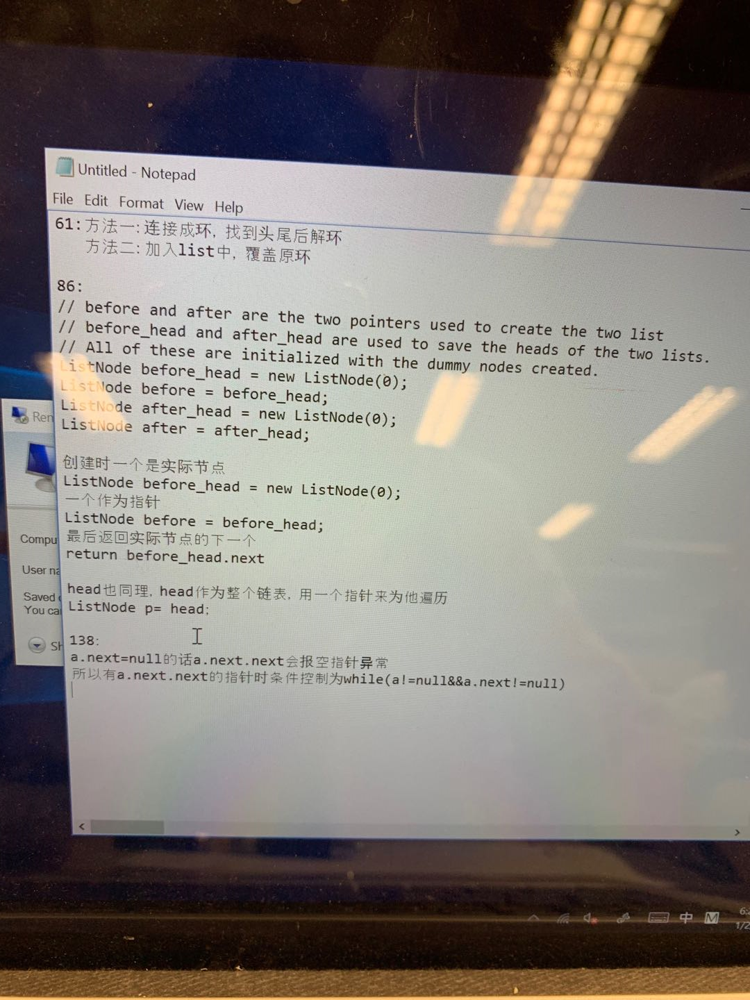 Untitled - Notepad
File Edit Format View Help
61:方法一:连接成环, 找到头尾后解环
方法二:加入list中, 覆盖原环
86:
// before and after are the two pointers used to create the two list
// before_head and after_head are used to save the heads of the two lists.
// All of these are initialized with the dummy nodes created.
ListNode before_head = new ListNode(0);
ListNode before = before_head;
ListNode after_head = new ListNode(0);
ListNode after = after_head;
创建时一个是实际节点
ListNode before_head = new ListNode(0);
一个作为指针
ListNode before = before_head;
最后返回实际节点的下一个
return before_head.next
head也同理, head作为整个链表, 用一个指针来为他遍历
ListNode p= head;
138:
a.next=null的话a.next.next会报空指针异常
所以有a.next.next的指针时条件控制为while(a!=null&&a.next!=null)
Compu
User na
Saved
You ca
中 M